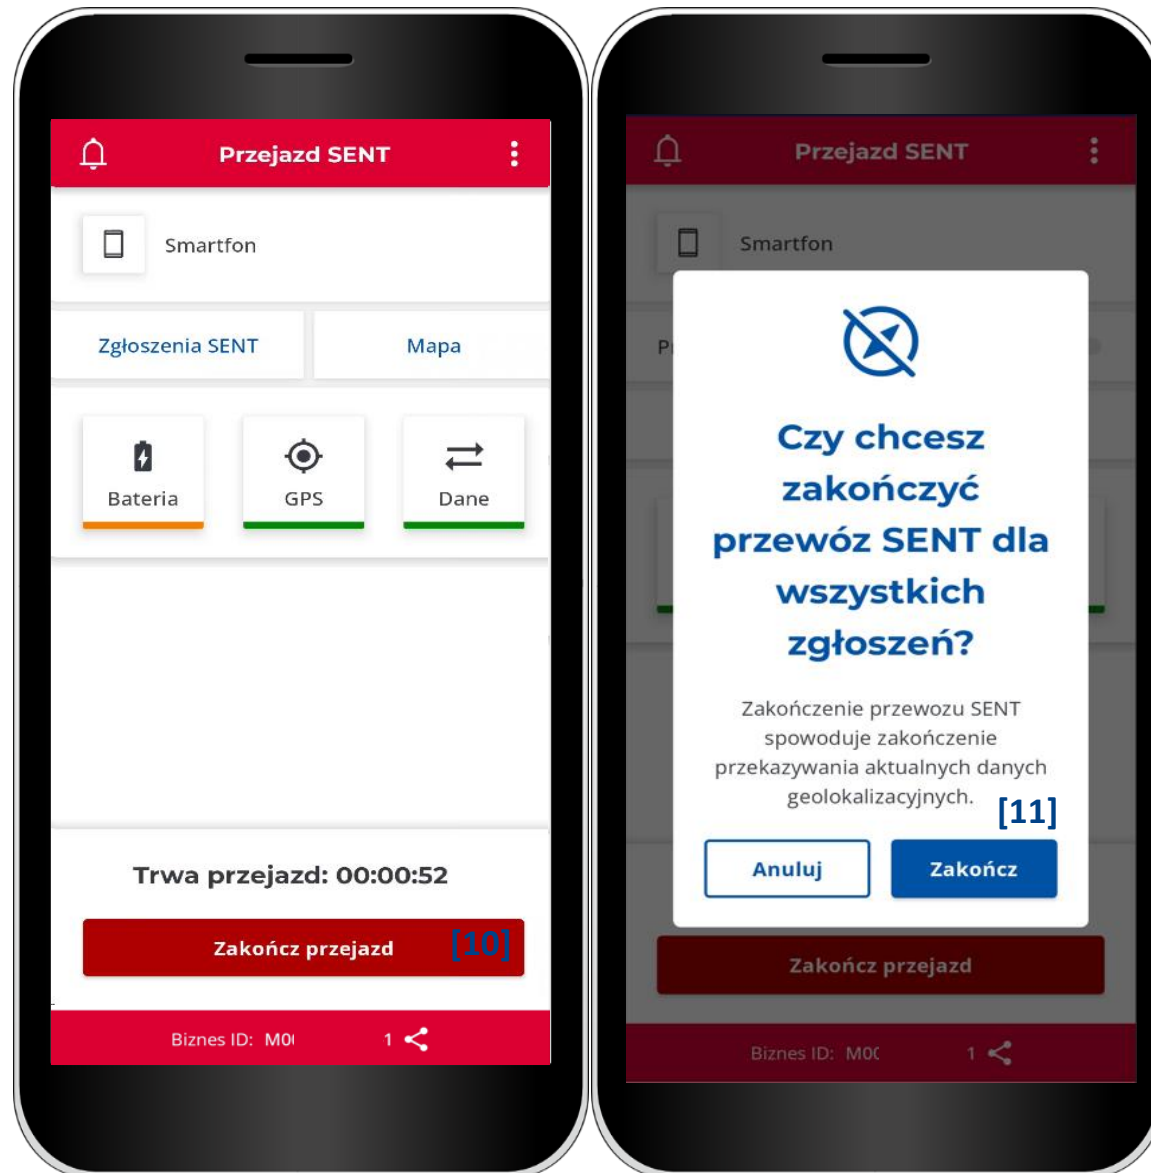 Przejazd SENT
Smartfon
Zgłoszenia SENT
Mapa
Bateria
GPS
Dane
Trwa przejazd: 00:00:52
Zakończ przejazd [10]
Biznes ID: 1
Przejazd SENT
Smartfon
Czy chcesz
zakończyć
przewóz SENT dla
wszystkich
zgłoszeń?
Zakończenie przewozu SENT
spowoduje zakończenie
przekazywania aktualnych danych
geolokalizacyjnych.
[11]
Anuluj
Zakończ
Zakończ przejazd
Biznes ID: 1